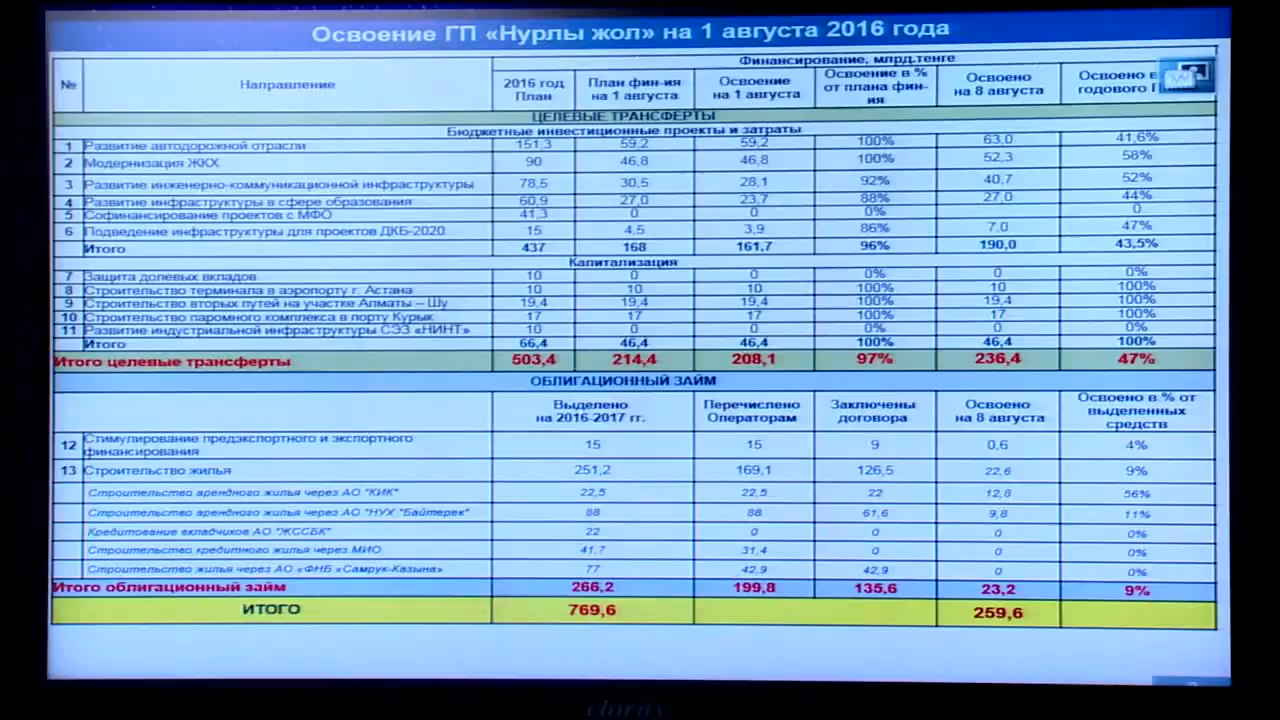 Освоение ГП «Нурлы жол» на 1 августа 2016 года
№ Направление Финансирование, млрд.тенге
2016 год План План фин-ия на 1 августа Освоение на 1 августа Освоение в % от плана фин-ия Освоено на 8 августа Освоено в годового
ЦЕЛЕВЫЕ ТРАНСФЕРТЫ
Бюджетные инвестиционные проекты и затраты
1 Развитие автодорожной отрасли 151,3 59,2 59,2 100% 63,0 41,6%
2 Модернизация ЖКХ 90 46,8 46,8 100% 52,3 58%
3 Развитие инженерно-коммуникационной инфраструктуры 78,5 30,5 28,1 92% 40,7 52%
4 Развитие инфраструктуры в сфере образования 60,9 27,0 23,7 88% 27,0 44%
5 Софинансирование проектов с МФО 41,3 0 0 0% 0
6 Подведение инфраструктуры для проектов ДКБ-2020 15 4,5 3,9 86% 7,0 47%
Итого 437 168 161,7 96% 190,0 43,5%
Капитализация
7 Защита долевых вкладов 10 0 0 0% 0 0%
8 Строительство терминала в аэропорту г. Астана 10 10 10 100% 10 100%
9 Строительство вторых путей на участке Алматы – Шу 19,4 19,4 19,4 100% 19,4 100%
10 Строительство паромного комплекса в порту Курык 17 17 17 100% 17 100%
11 Развитие индустриальной инфраструктуры СЭЗ «НИНТ» 10 0 0 0% 0 0%
Итого 66,4 46,4 46,4 100% 46,4 100%
Итого целевые трансферты 503,4 214,4 208,1 97% 236,4 47%
ОБЛИГАЦИОННЫЙ ЗАЙМ
Выделено на 2016-2017 гг. Перечислено Операторам Заключены договора Освоено на 8 августа Освоено в % от выделенных средств
12 Стимулирование предэкспортного и экспортного финансирования 15 15 9 0,6 4%
13 Строительство жилья 251,2 169,1 126,5 22,6 9%
Строительство арендного жилья через АО "КИК" 22,5 22,5 22 12,8 56%
Строительство арендного жилья через АО "НУХ "Байтерек" 88 88 61,6 9,8 11%
Кредитование вкладчиков АО "ЖССБК" 22 0 0 0 0%
Строительство кредитного жилья через МИО 41,7 31,4 0 0 0%
Строительство жилья через АО «ФНБ «Самрук-Казына» 77 42,9 42,9 0 0%
Итого облигационный займ 266,2 199,8 135,6 23,2 9%
ИТОГО 769,6 259,6